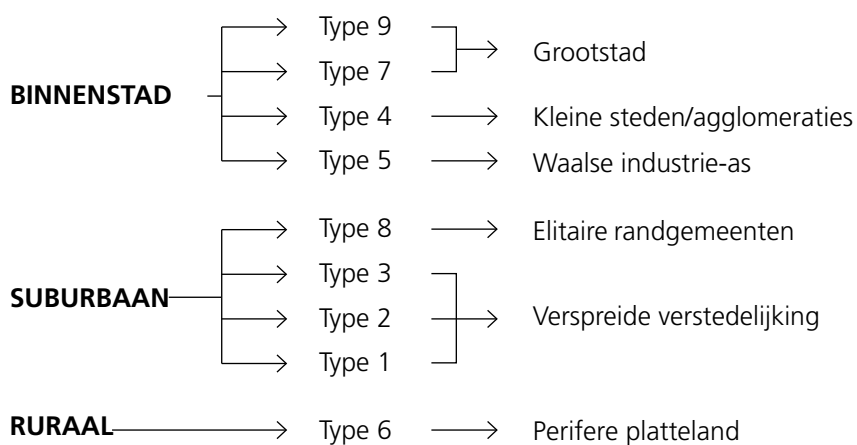 Type 9
Grootstad
Type 7
BINNENSTAD
Type 4 Kleine steden/agglomeraties
Type 5 Waalse industrie-as
Type 8 Elitaire randgemeenten
Type 3
SUBURBAAN
Type 2 Verspreide verstedelijking
Type 1
RURAAL Type 6 Perifere platteland